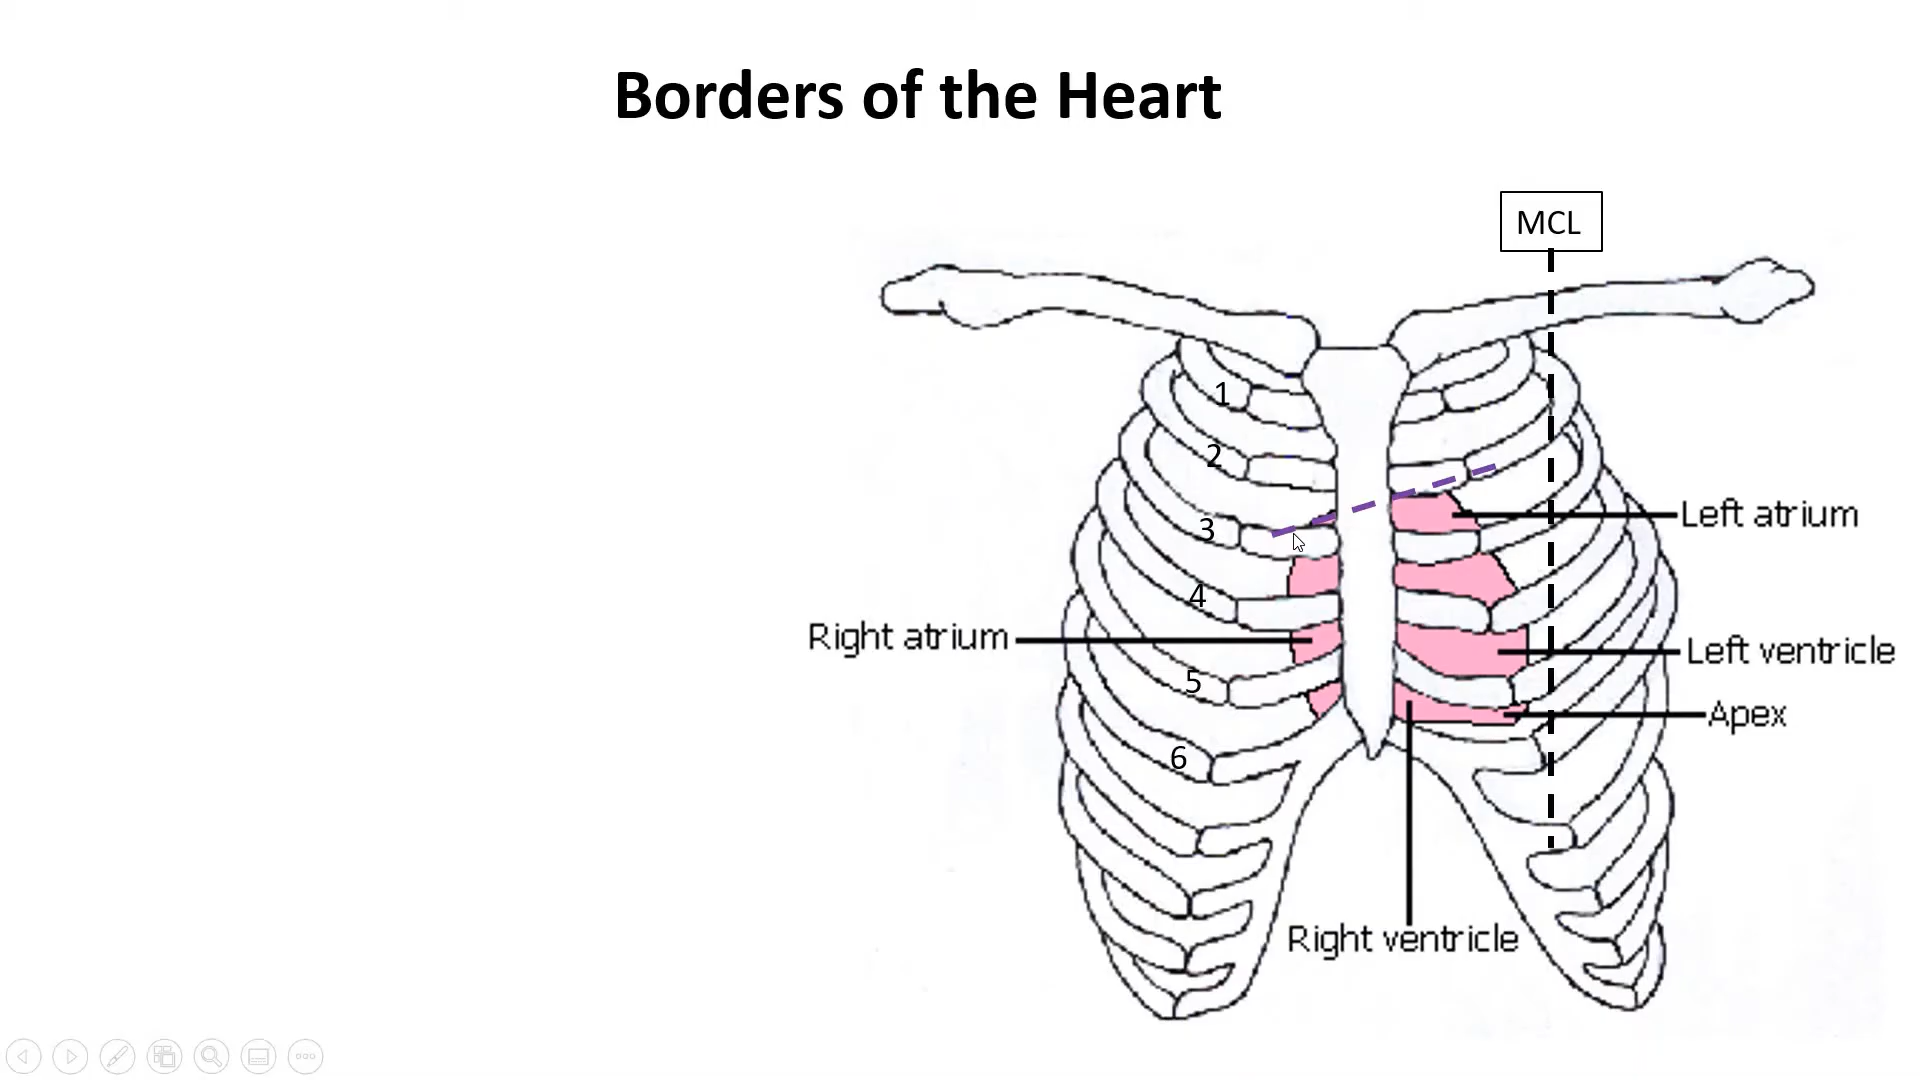 Borders of the Heart
MCL
1
2
3
4
5
6
Left atrium
Right atrium
Left ventricle
Apex
Right ventricle